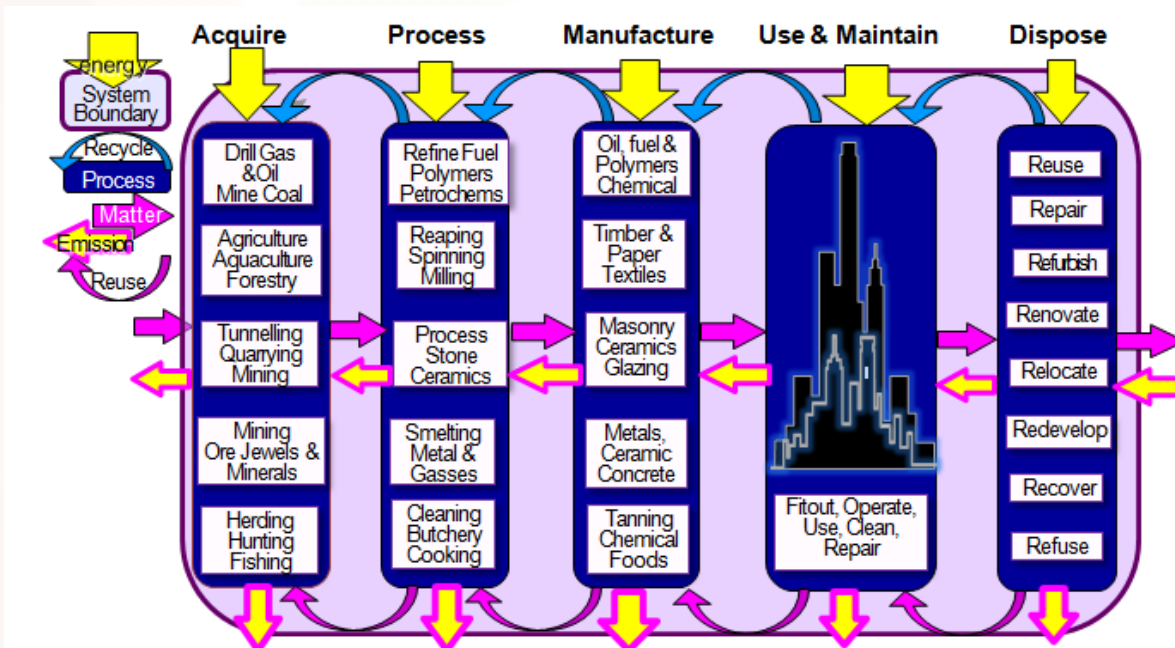 Acquire
Process
Manufacture
Use & Maintain
Dispose
energy
System
Boundary
Recycle
Process
Matter
Emission
Reuse
Drill Gas
&Oil
Mine Coal
Agriculture
Aquaculture
Forestry
Tunnelling
Quarrying
Mining
Mining
Ore Jewels &
Minerals
Herding
Hunting
Fishing
Refine Fuel
Polymers
Petrochems
Reaping
Spinning
Milling
Process
Stone
Ceramics
Smelting
Metal &
Gasses
Cleaning
Butchery
Cooking
Oil, fuel &
Polymers
Chemical
Timber &
Paper
Textiles
Masonry
Ceramics
Glazing
Metals,
Ceramic
Concrete
Tanning
Chemical
Foods
Fitout, Operate,
Use, Clean,
Repair
Reuse
Repair
Refurbish
Renovate
Relocate
Redevelop
Recover
Refuse